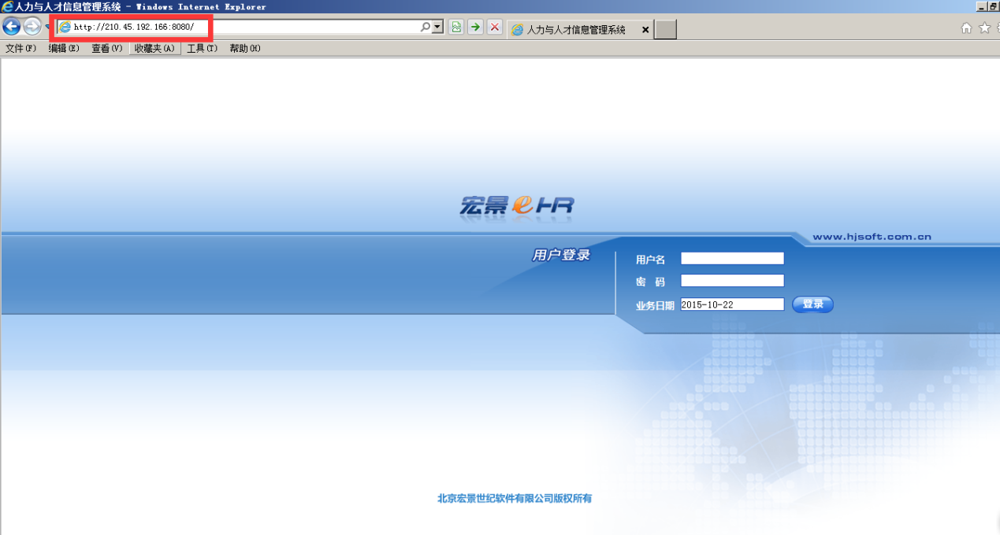 人力与人才信息管理系统 - Windows Internet Explorer
http://210.45.192.166:8080/
人力与人才信息管理系统
文件(F) 编辑(E) 查看(V) 收藏夹(A) 工具(T) 帮助(H)
宏景eHR
www.hjsoft.com.cn
用户登录
用户名
密 码
业务日期 2015-10-22 登录
北京宏景世纪软件有限公司版权所有